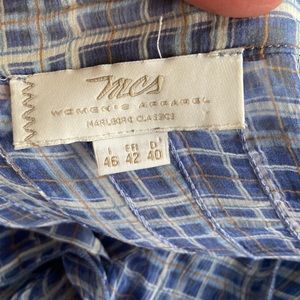 mcs
WOMEN'S APPAREL
MARLBORO CLASSICS
I FR D
46 42 40